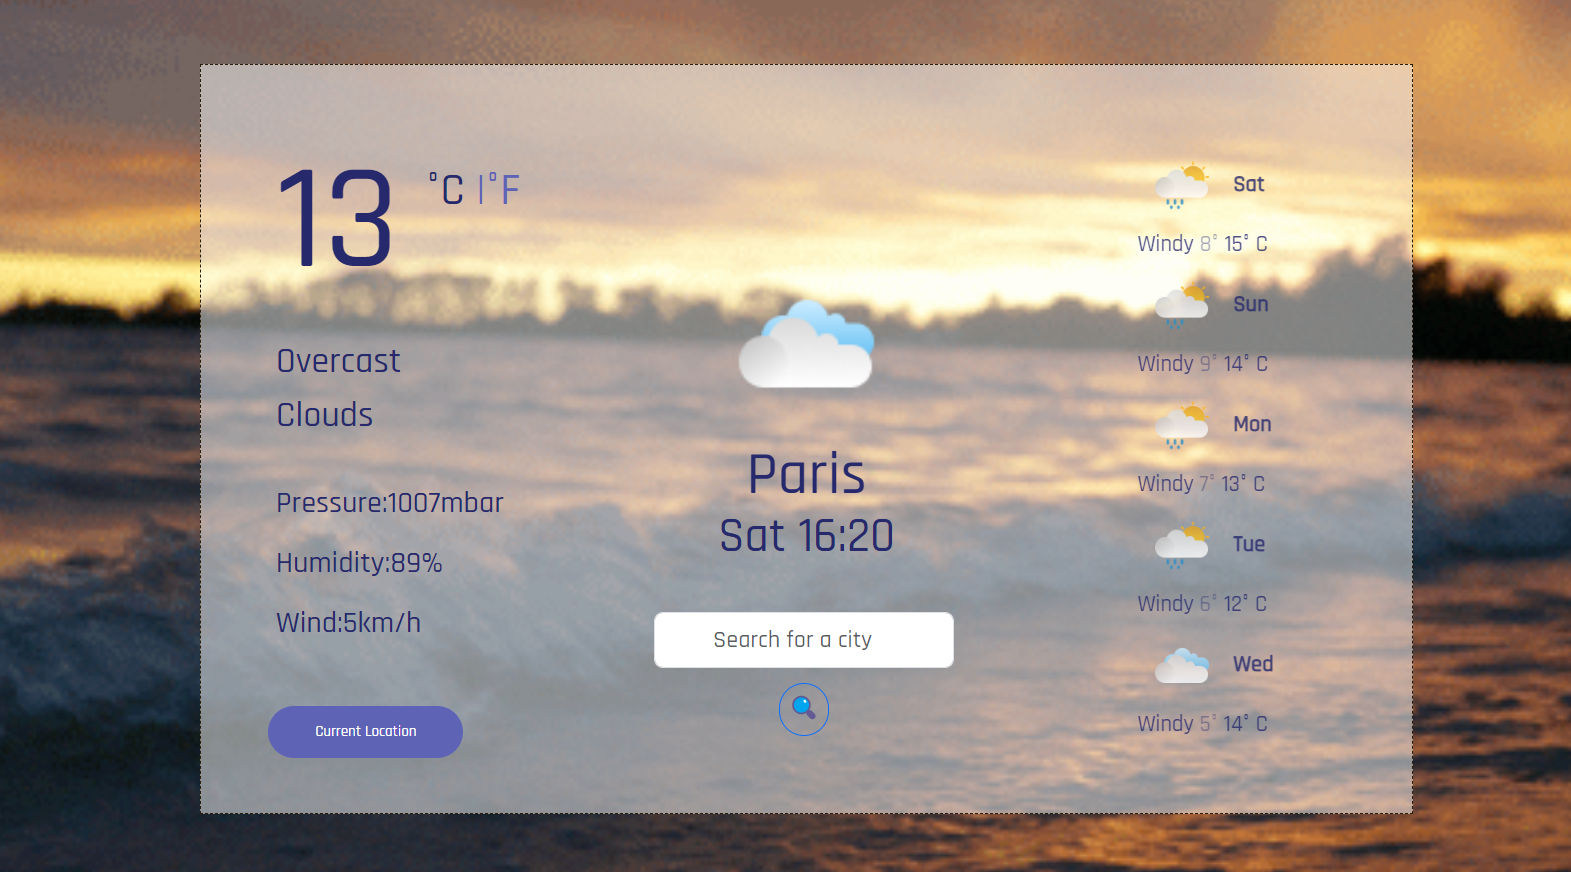 13 °C |°F
Overcast
Clouds
Pressure:1007mbar
Humidity:89%
Wind:5km/h
Current Location
Paris
Sat 16:20
Search for a city
Sat
Windy 8° 15° C
Sun
Windy 9° 14° C
Mon
Windy 7° 13° C
Tue
Windy 6° 12° C
Wed
Windy 5° 14° C